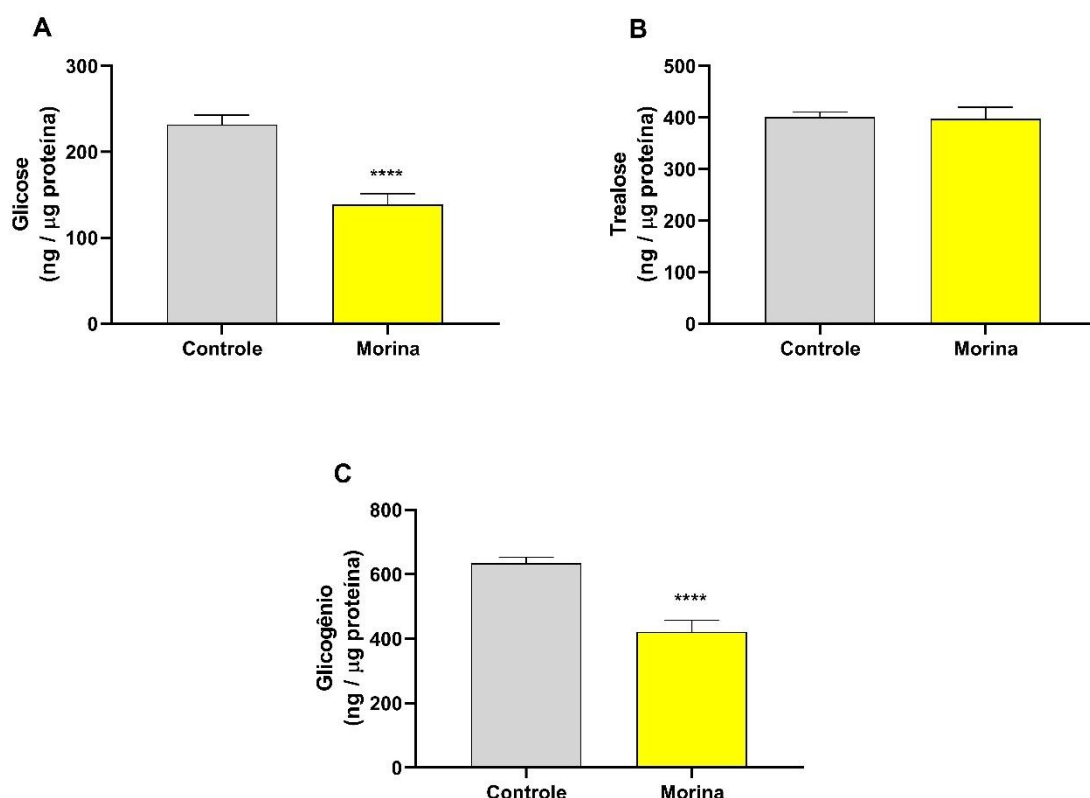 A
Glicose
(ng / μg proteína)
300
200
100
0
****
Controle
Morina
B
Trealose
(ng / μg proteína)
500
400
300
200
100
0
Controle
Morina
C
Glicogênio
(ng / μg proteína)
800
600
400
200
0
****
Controle
Morina